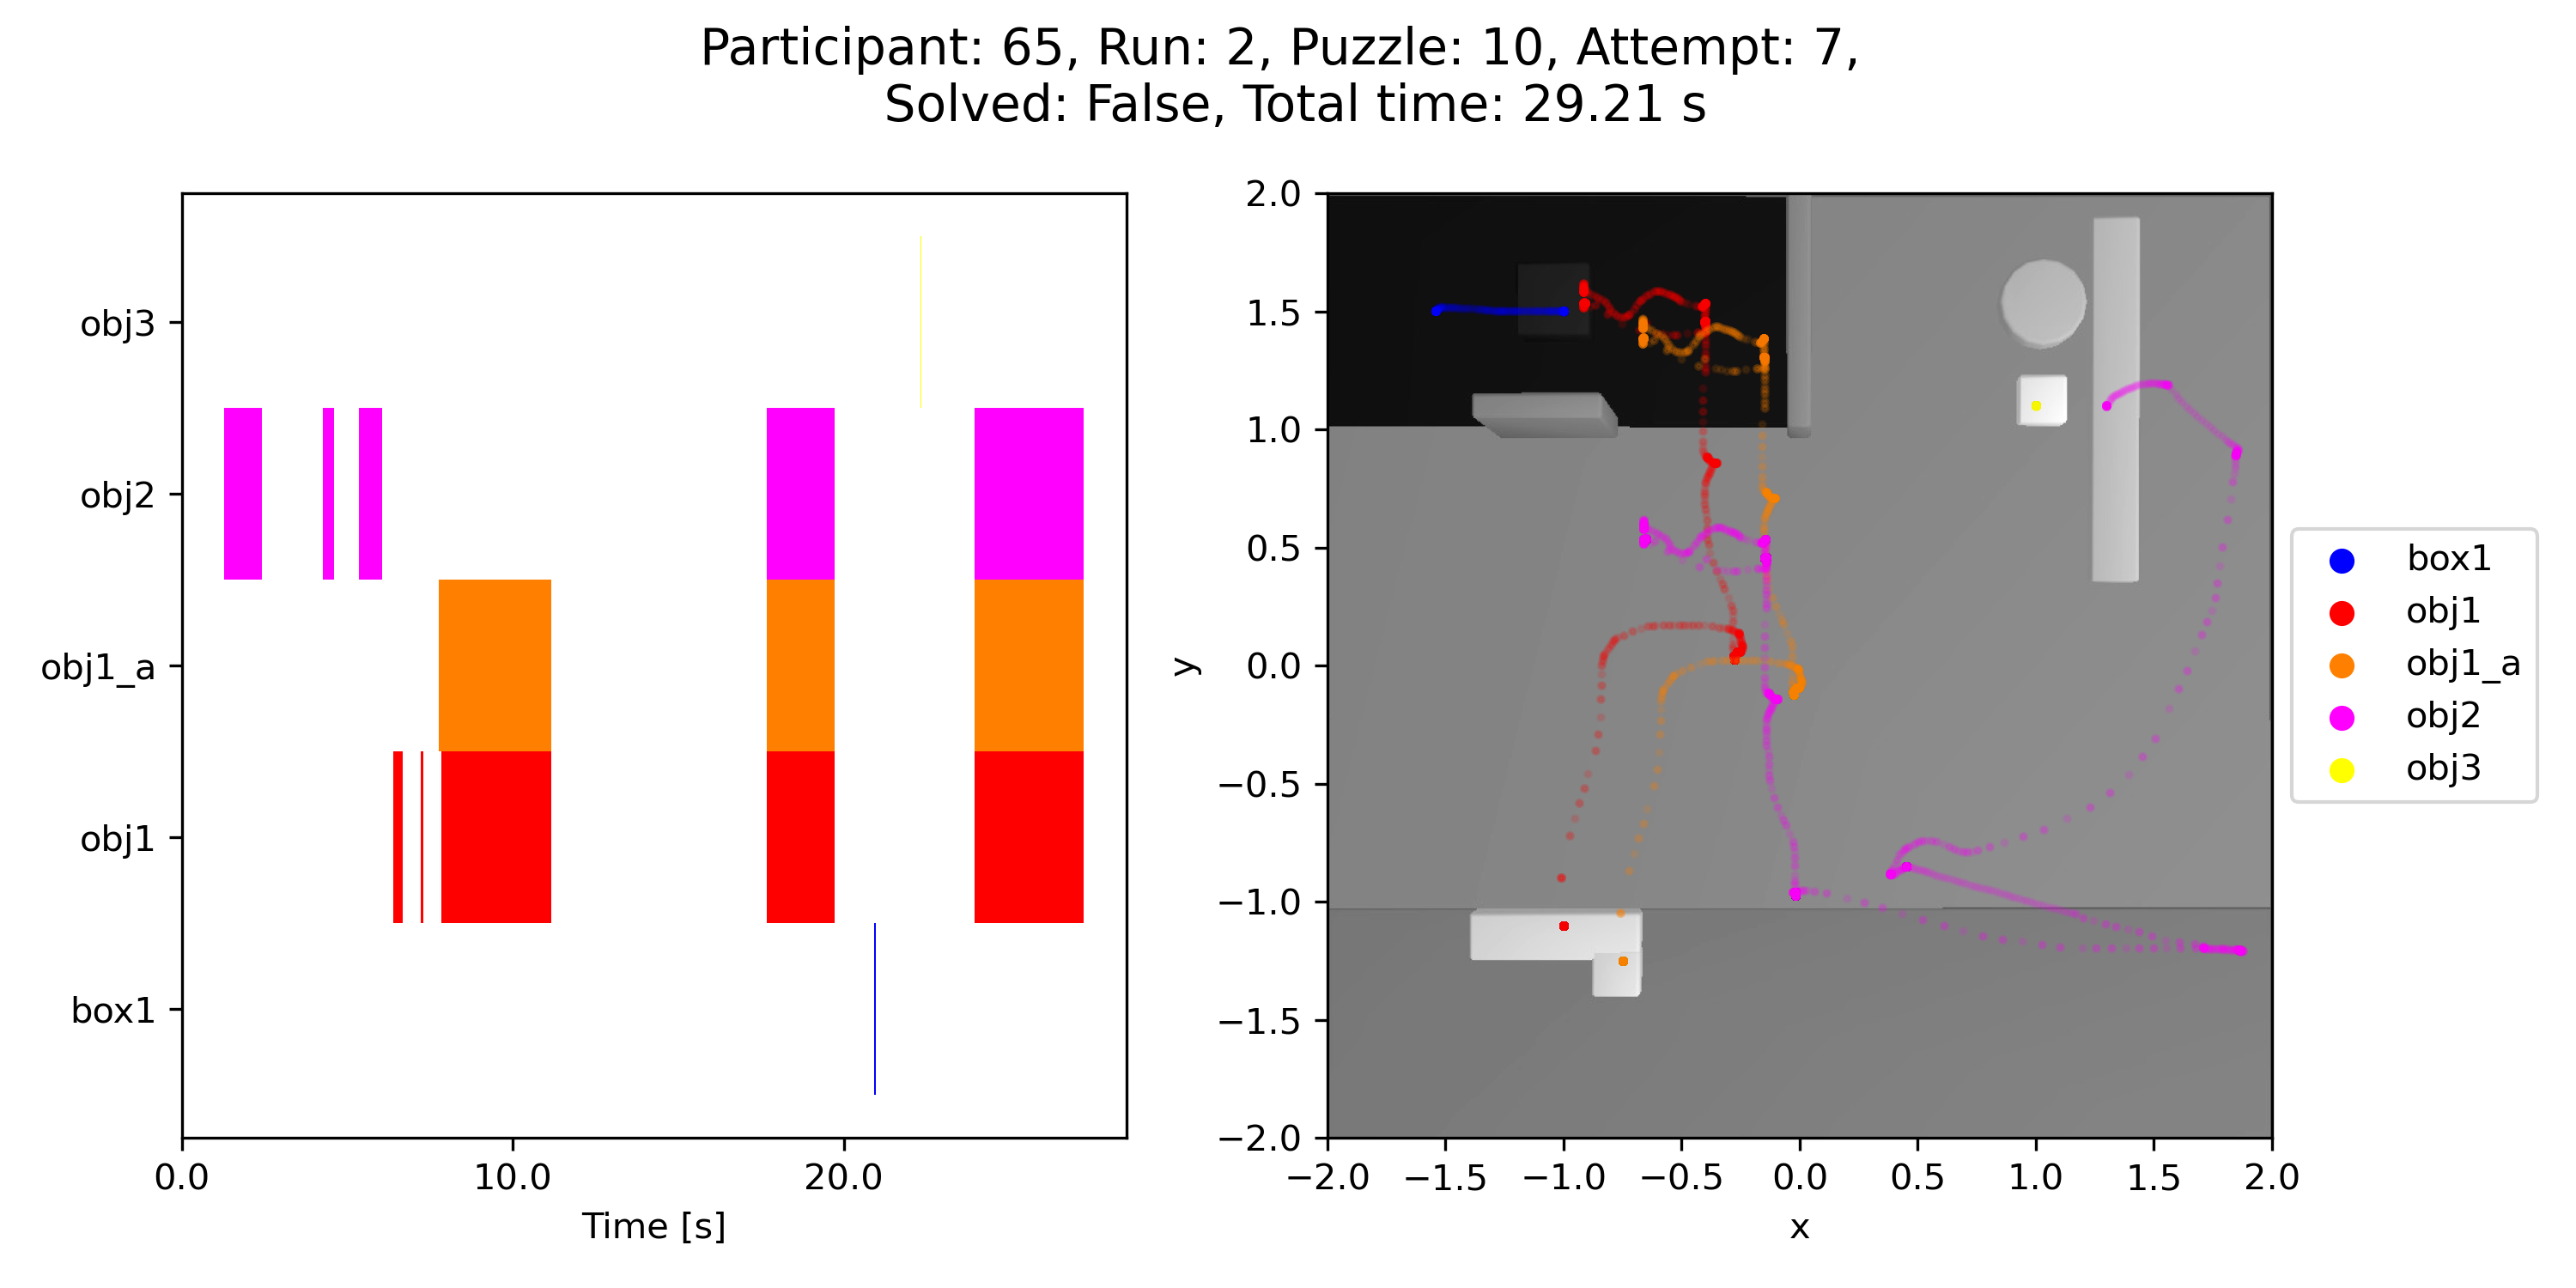 Participant: 65, Run: 2, Puzzle: 10, Attempt: 7,
Solved: False, Total time: 29.21 s
obj3
obj2
obj1_a
obj1
box1
0.0
10.0
20.0
Time [s]
2.0
1.5
1.0
0.5
0.0
−0.5
−1.0
−1.5
−2.0
y
−2.0
−1.5
−1.0
−0.5
0.0
0.5
1.0
1.5
2.0
x
box1
obj1
obj1_a
obj2
obj3